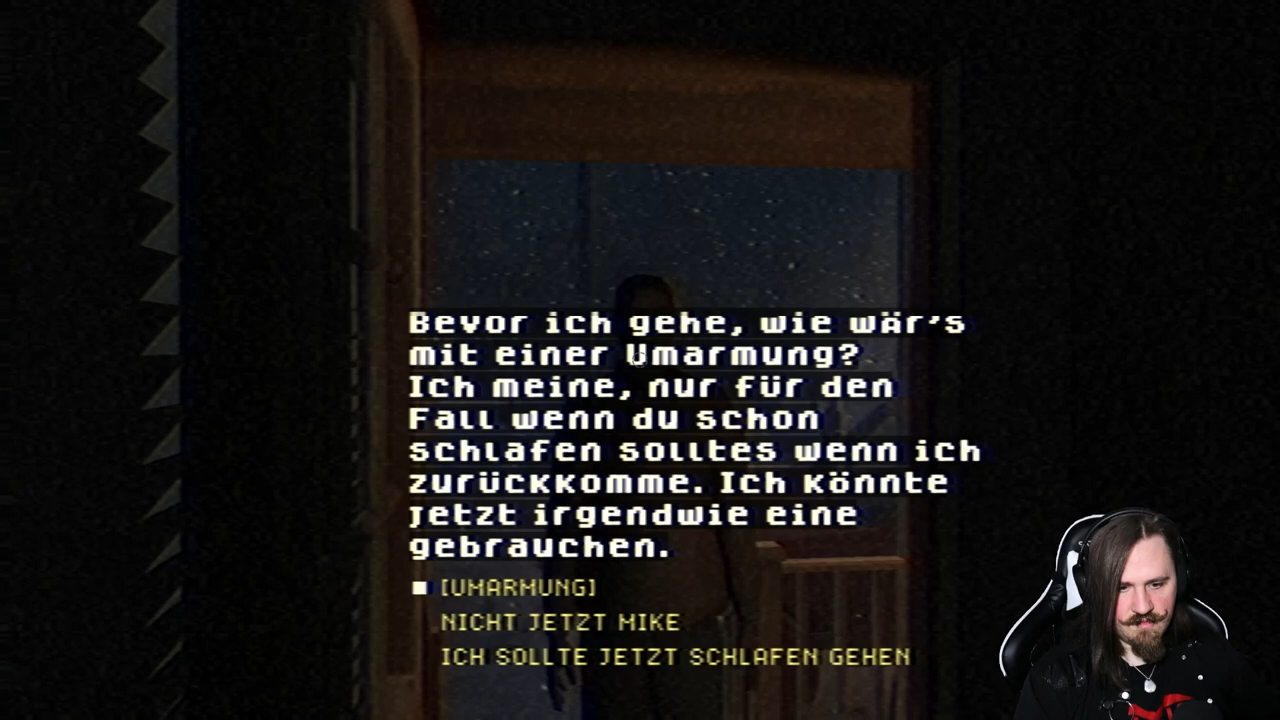 Bevor ich gehe, wie wär's
mit einer Umarmung?
Ich meine, nur für den
Fall wenn du schon
schlafen solltes wenn ich
zurückkomme. Ich könnte
jetzt irgendwie eine
gebrauchen.
[UMARMUNG]
NICHT JETZT MIKE
ICH SOLLTE JETZT SCHLAFEN GEHEN